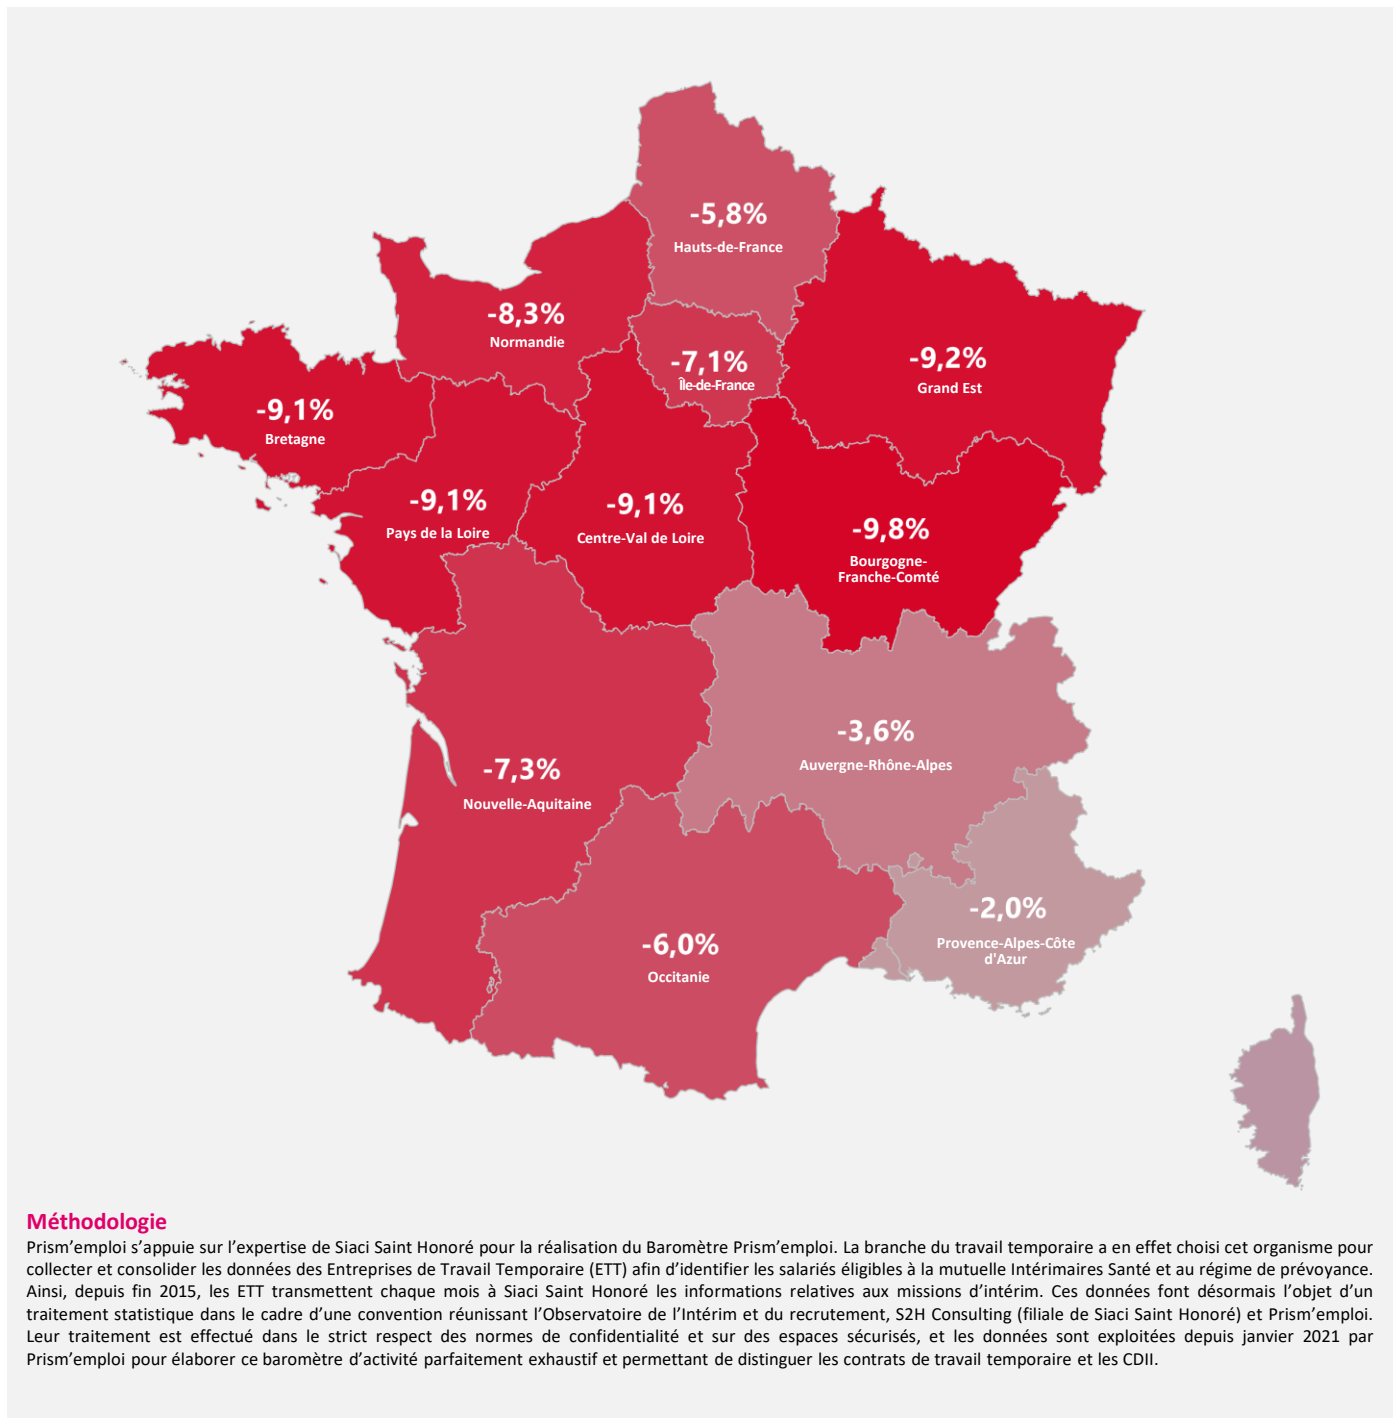 -5,8%
Hauts-de-France
-8,3%
Normandie
-7,1%
Île-de-France
-9,2%
Grand Est
-9,1%
Bretagne
-9,1%
Pays de la Loire
-9,1%
Centre-Val de Loire
-9,8%
Bourgogne-
Franche-Comté
-3,6%
Auvergne-Rhône-Alpes
-7,3%
Nouvelle-Aquitaine
-2,0%
Provence-Alpes-Côte
d'Azur
-6,0%
Occitanie
Méthodologie
Prism’emploi s’appuie sur l’expertise de Siaci Saint Honoré pour la réalisation du Baromètre Prism’emploi. La branche du travail temporaire a en effet choisi cet organisme pour
collecter et consolider les données des Entreprises de Travail Temporaire (ETT) afin d’identifier les salariés éligibles à la mutuelle Intérimaires Santé et au régime de prévoyance.
Ainsi, depuis fin 2015, les ETT transmettent chaque mois à Siaci Saint Honoré les informations relatives aux missions d’intérim. Ces données font désormais l’objet d’un
traitement statistique dans le cadre d’une convention réunissant l’Observatoire de l’Intérim et du recrutement, S2H Consulting (filiale de Siaci Saint Honoré) et Prism’emploi.
Leur traitement est effectué dans le strict respect des normes de confidentialité et sur des espaces sécurisés, et les données sont exploitées depuis janvier 2021 par
Prism’emploi pour élaborer ce baromètre d’activité parfaitement exhaustif et permettant de distinguer les contrats de travail temporaire et les CDII.